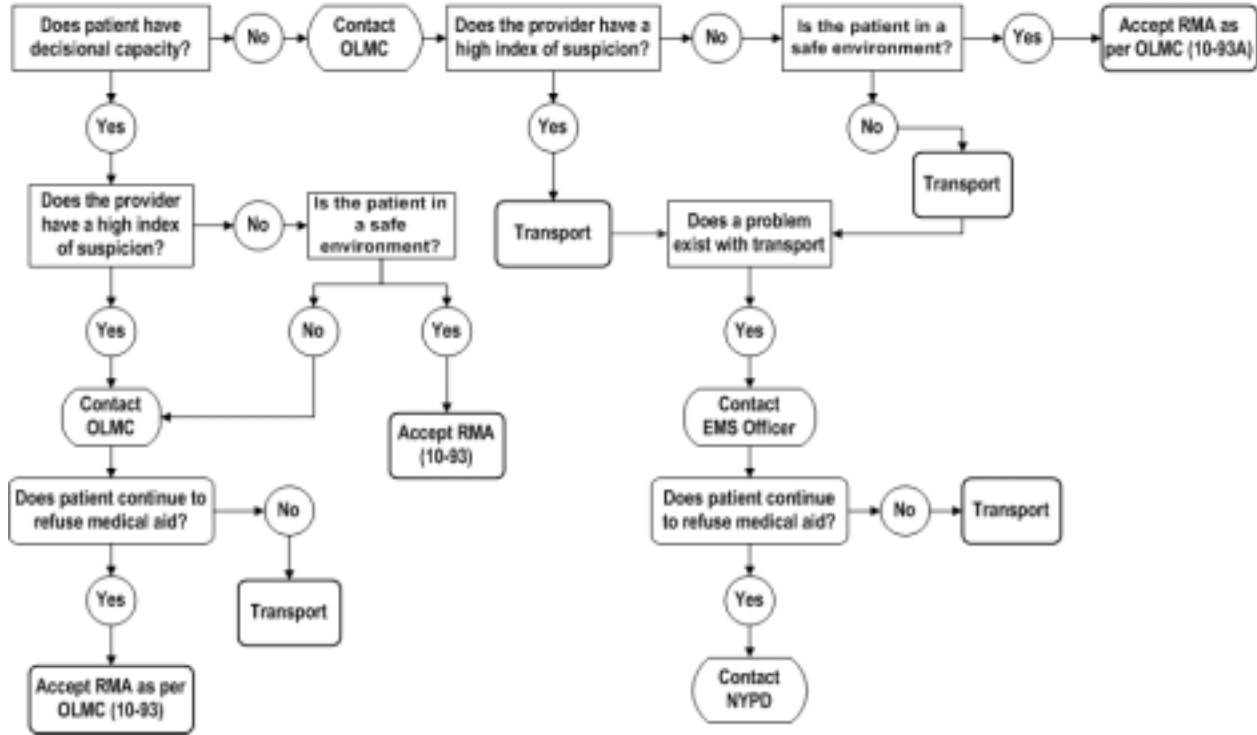 Does patient have
decisional capacity?
No
Contact
OLMC
Does the provider have a
high index of suspicion?
No
Is the patient in a
safe environment?
Yes
Accept RMA as
per OLMC (10-93A)
Yes
Yes
No
Transport
Does the provider
have a high index
of suspicion?
No
Is the patient in
a safe
environment?
Transport
Does a problem
exist with transport
Yes
No
Yes
Yes
Contact
OLMC
Accept RMA
(10-93)
Contact
EMS Officer
Does patient continue to
refuse medical aid?
No
Does patient continue
to refuse medical aid?
No
Transport
Yes
Transport
Yes
Accept RMA as per
OLMC (10-93)
Contact
NYPD